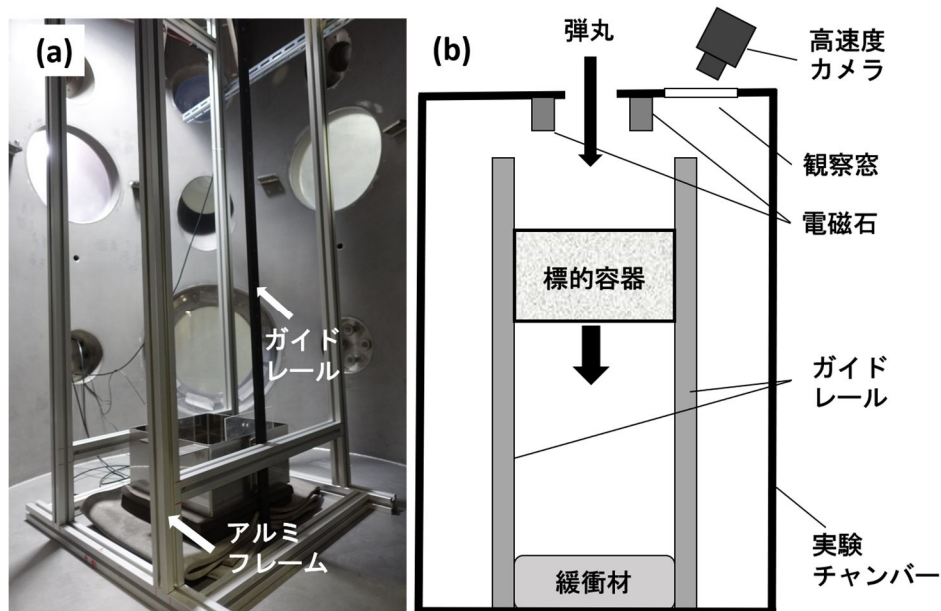 (a)
ガイド
レール
アルミ
フレーム
(b)
弾丸
高速度
カメラ
観察窓
電磁石
標的容器
ガイド
レール
緩衝材
実験
チャンバー